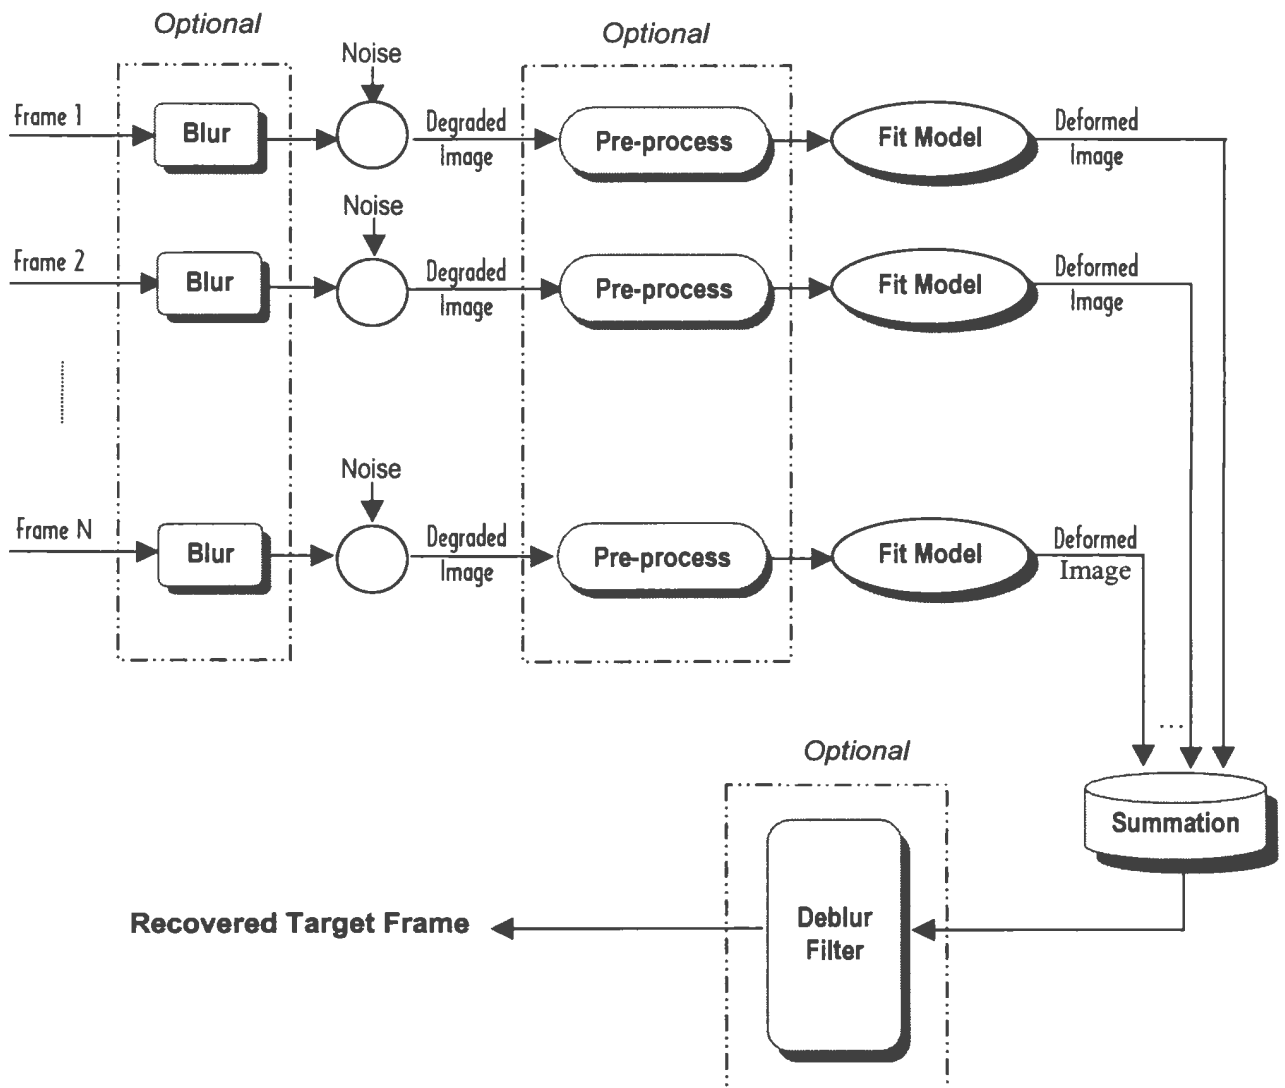 Optional
Optional
Noise
Frame 1
Blur
Degraded
Image
Pre-process
Fit Model
Deformed
Image
Noise
Frame 2
Blur
Degraded
Image
Pre-process
Fit Model
Deformed
Image
Noise
Frame N
Blur
Degraded
Image
Pre-process
Fit Model
Deformed
Image
...
Optional
Summation
Recovered Target Frame
Deblur
Filter